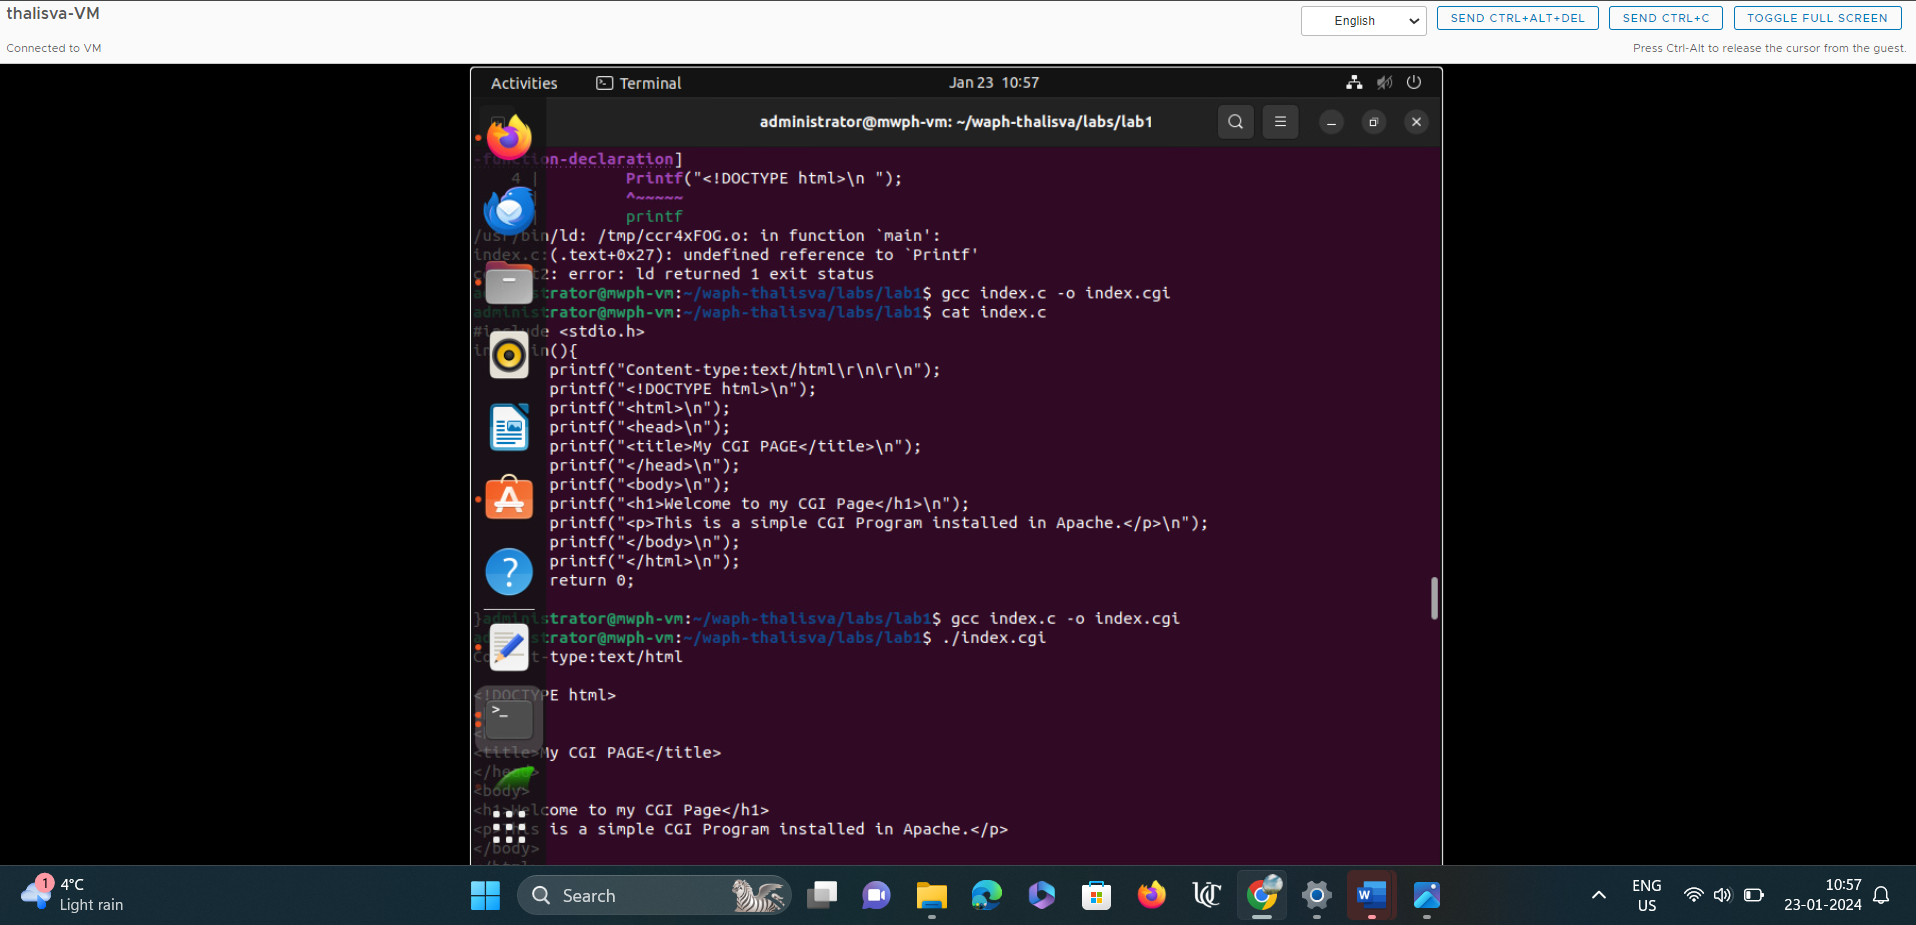 thalisva-VM
English
SEND CTRL+ALT+DEL
SEND CTRL+C
TOGGLE FULL SCREEN
Connected to VM
Press Ctrl-Alt to release the cursor from the guest.
Activities
Terminal
Jan 23 10:57
administrator@mwph-vm: ~/waph-thalisva/labs/lab1
-function-declaration]
4 | Printf("<!DOCTYPE html>\n ");
| ^~~~~~
| printf
/usr/bin/ld: /tmp/ccr4xFOG.o: in function `main':
index.c:(.text+0x27): undefined reference to `Printf'
collect2: error: ld returned 1 exit status
administrator@mwph-vm:~/waph-thalisva/labs/lab1$ gcc index.c -o index.cgi
administrator@mwph-vm:~/waph-thalisva/labs/lab1$ cat index.c
#include <stdio.h>
int main(){
printf("Content-type:text/html\r\n\r\n");
printf("<!DOCTYPE html>\n");
printf("<html>\n");
printf("<head>\n");
printf("<title>My CGI PAGE</title>\n");
printf("</head>\n");
printf("<body>\n");
printf("<h1>Welcome to my CGI Page</h1>\n");
printf("<p>This is a simple CGI Program installed in Apache.</p>\n");
printf("</body>\n");
printf("</html>\n");
return 0;
}administrator@mwph-vm:~/waph-thalisva/labs/lab1$ gcc index.c -o index.cgi
administrator@mwph-vm:~/waph-thalisva/labs/lab1$ ./index.cgi
Content-type:text/html
<!DOCTYPE html>
<title>My CGI PAGE</title>
</head>
<body>
<h1>Welcome to my CGI Page</h1>
<p>This is a simple CGI Program installed in Apache.</p>
</body>
1
4°C
Light rain
Search
UC
W
ENG
US
10:57
23-01-2024